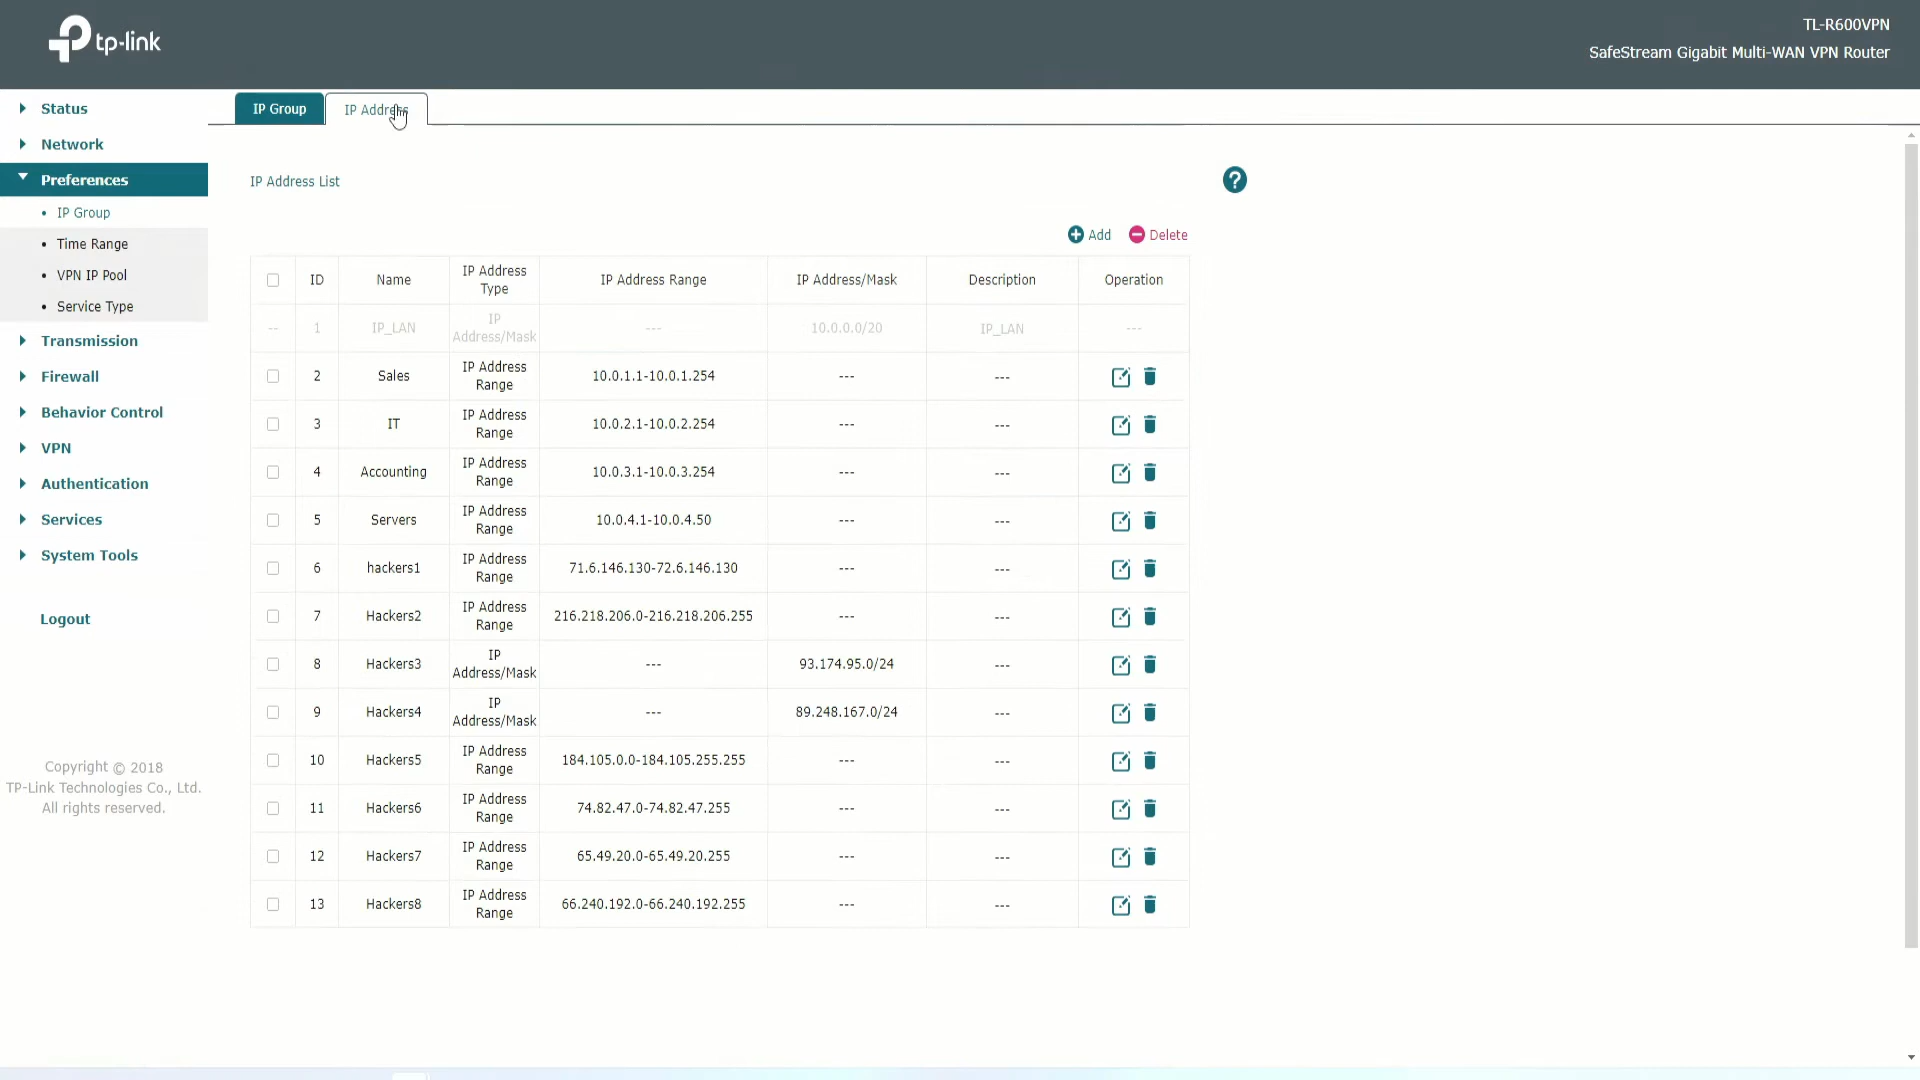 tp-link
TL-R600VPN
SafeStream Gigabit Multi-WAN VPN Router
Status
Network
Preferences
IP Group
Time Range
VPN IP Pool
Service Type
Transmission
Firewall
Behavior Control
VPN
Authentication
Services
System Tools
Logout
Copyright © 2018
TP-Link Technologies Co., Ltd.
All rights reserved.
IP Group IP Address
IP Address List
?
Add Delete
ID Name IP Address Type IP Address Range IP Address/Mask Description Operation
-- 1 IP_LAN IP Address/Mask --- 10.0.0.0/20 IP_LAN ---
2 Sales IP Address Range 10.0.1.1-10.0.1.254 --- ---
3 IT IP Address Range 10.0.2.1-10.0.2.254 --- ---
4 Accounting IP Address Range 10.0.3.1-10.0.3.254 --- ---
5 Servers IP Address Range 10.0.4.1-10.0.4.50 --- ---
6 hackers1 IP Address Range 71.6.146.130-72.6.146.130 --- ---
7 Hackers2 IP Address Range 216.218.206.0-216.218.206.255 --- ---
8 Hackers3 IP Address/Mask --- 93.174.95.0/24 ---
9 Hackers4 IP Address/Mask --- 89.248.167.0/24 ---
10 Hackers5 IP Address Range 184.105.0.0-184.105.255.255 --- ---
11 Hackers6 IP Address Range 74.82.47.0-74.82.47.255 --- ---
12 Hackers7 IP Address Range 65.49.20.0-65.49.20.255 --- ---
13 Hackers8 IP Address Range 66.240.192.0-66.240.192.255 --- ---